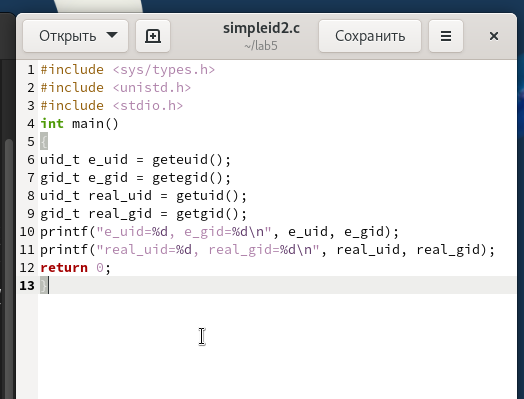 Открыть
simpleid2.c
~/lab5
Сохранить
1 #include <sys/types.h>
2 #include <unistd.h>
3 #include <stdio.h>
4 int main()
5 {
6 uid_t e_uid = geteuid();
7 gid_t e_gid = getegid();
8 uid_t real_uid = getuid();
9 gid_t real_gid = getgid();
10 printf("e_uid=%d, e_gid=%d\n", e_uid, e_gid);
11 printf("real_uid=%d, real_gid=%d\n", real_uid, real_gid);
12 return 0;
13 }